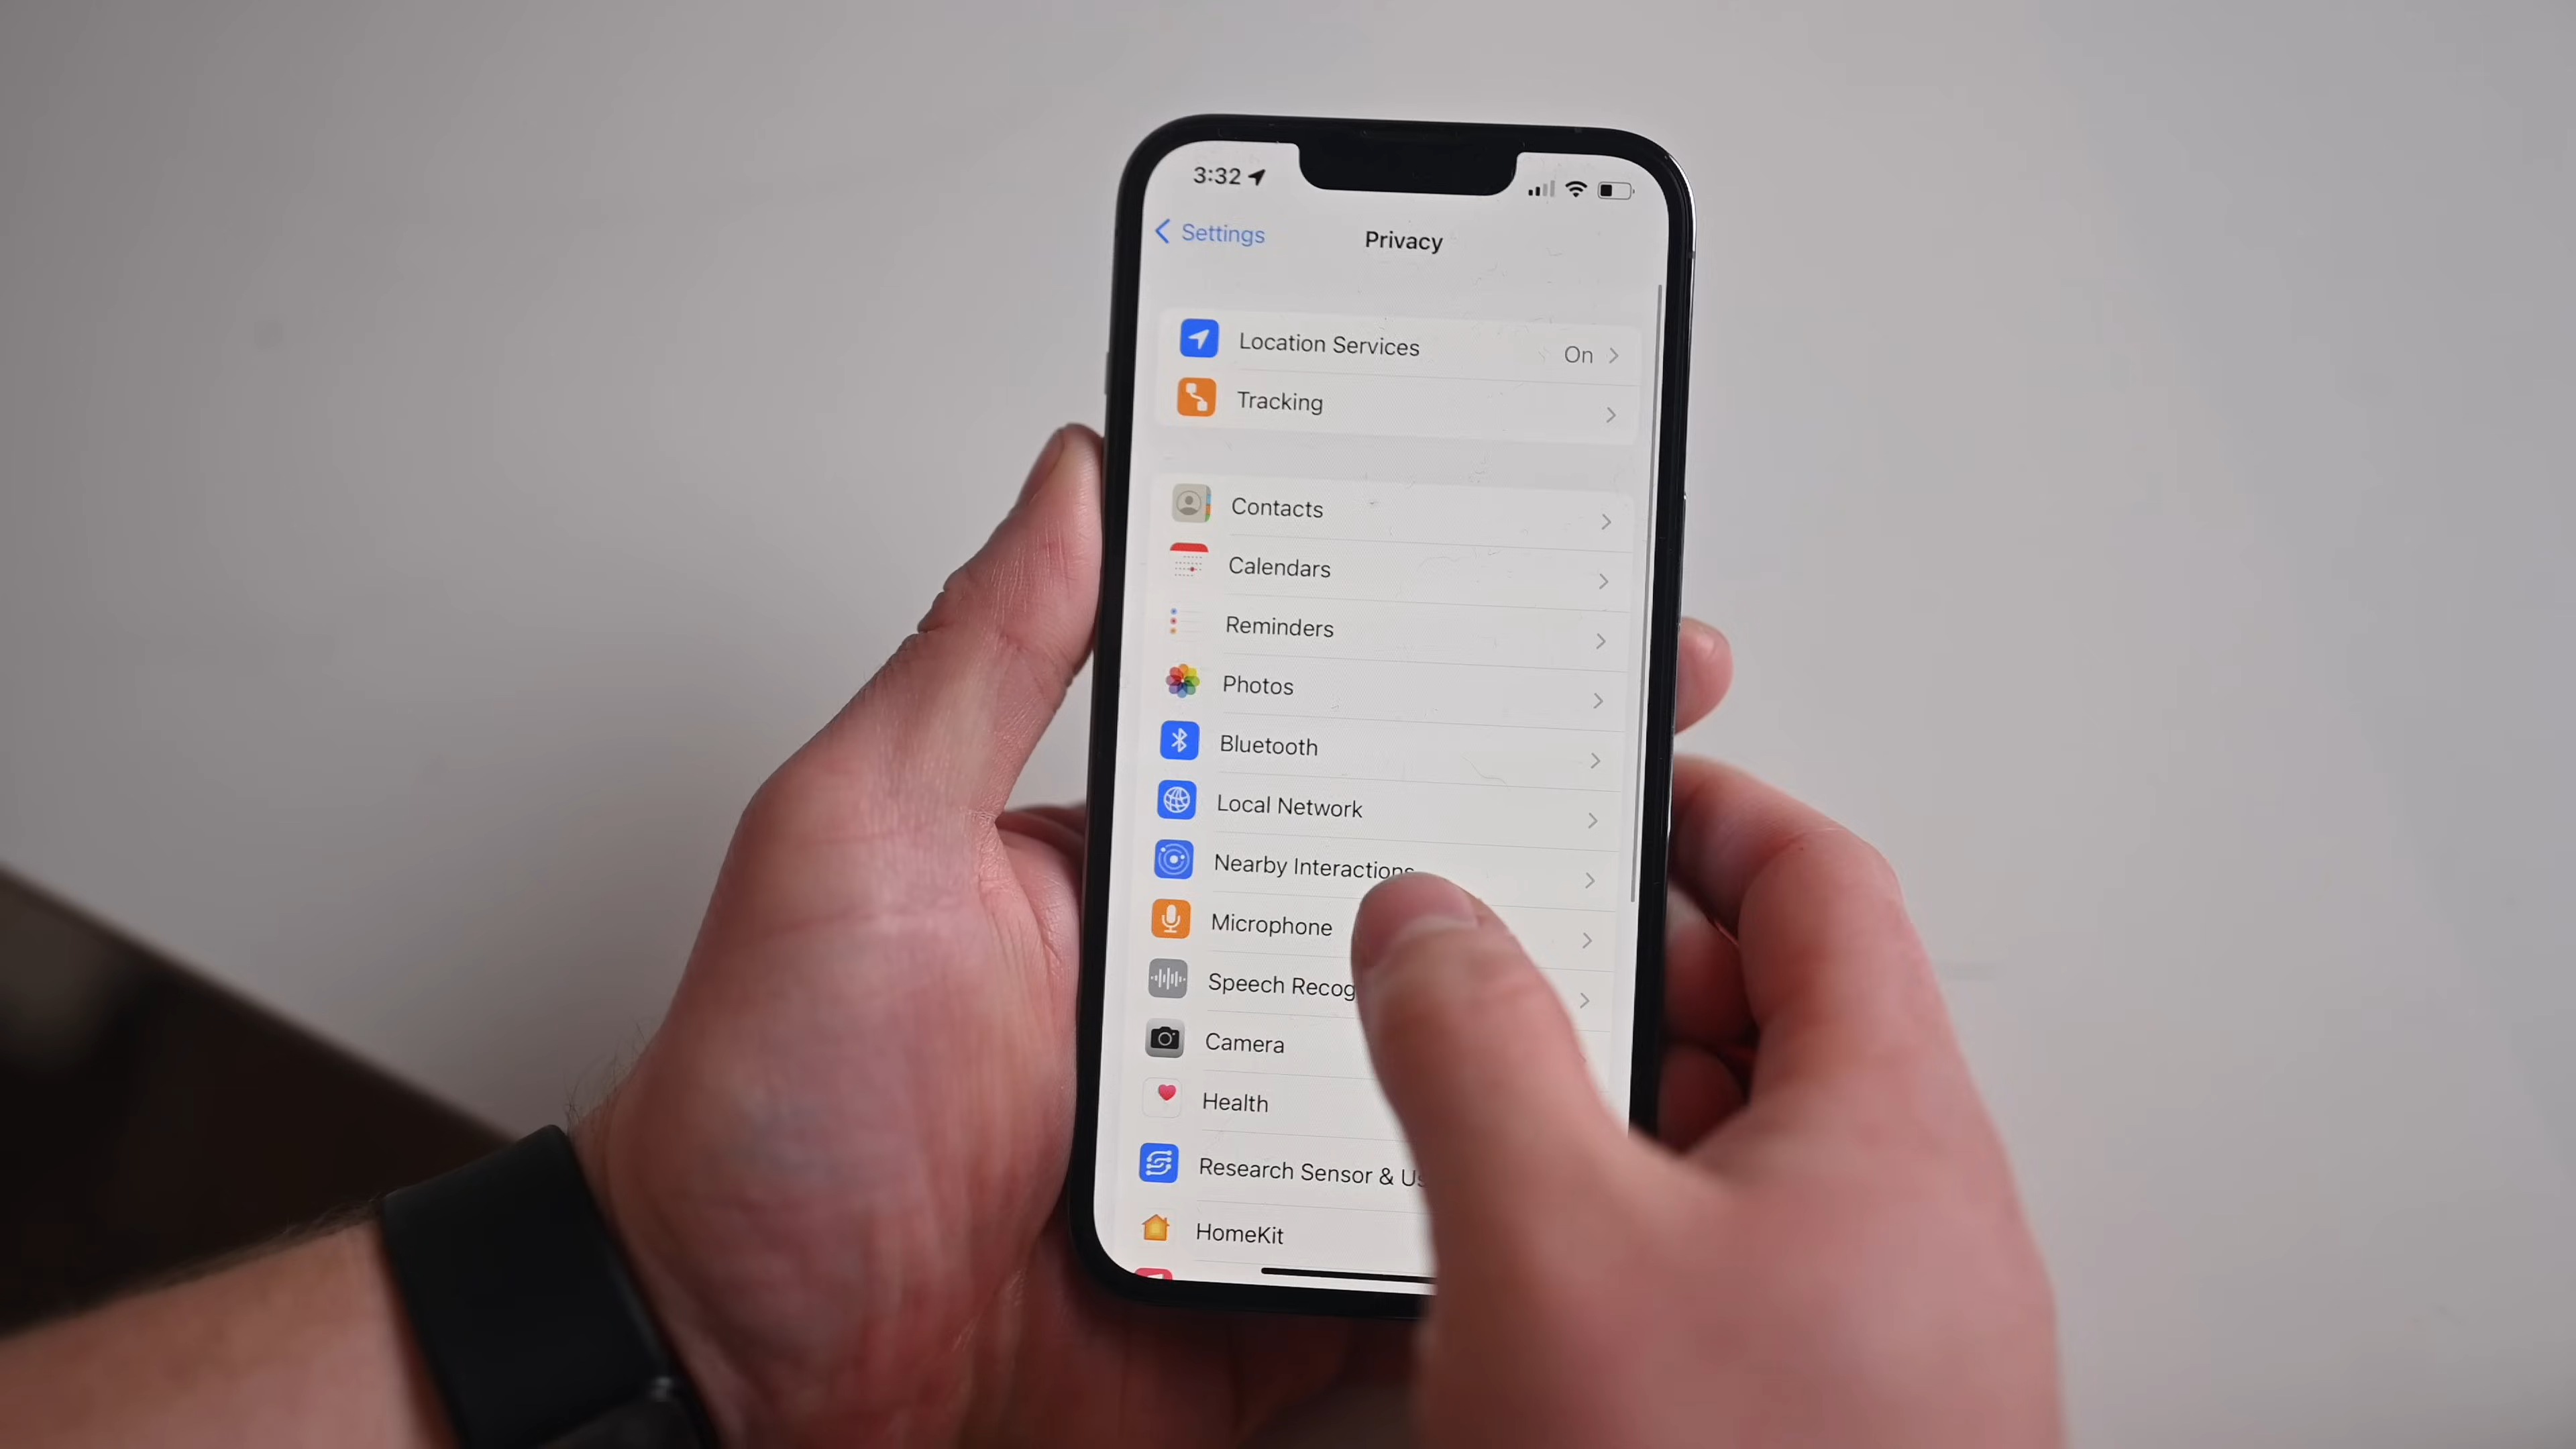 3:32
Settings
Privacy
Location Services On
Tracking
Contacts
Calendars
Reminders
Photos
Bluetooth
Local Network
Nearby Interactions
Microphone
Speech Recog
Camera
Health
Research Sensor & Us
HomeKit